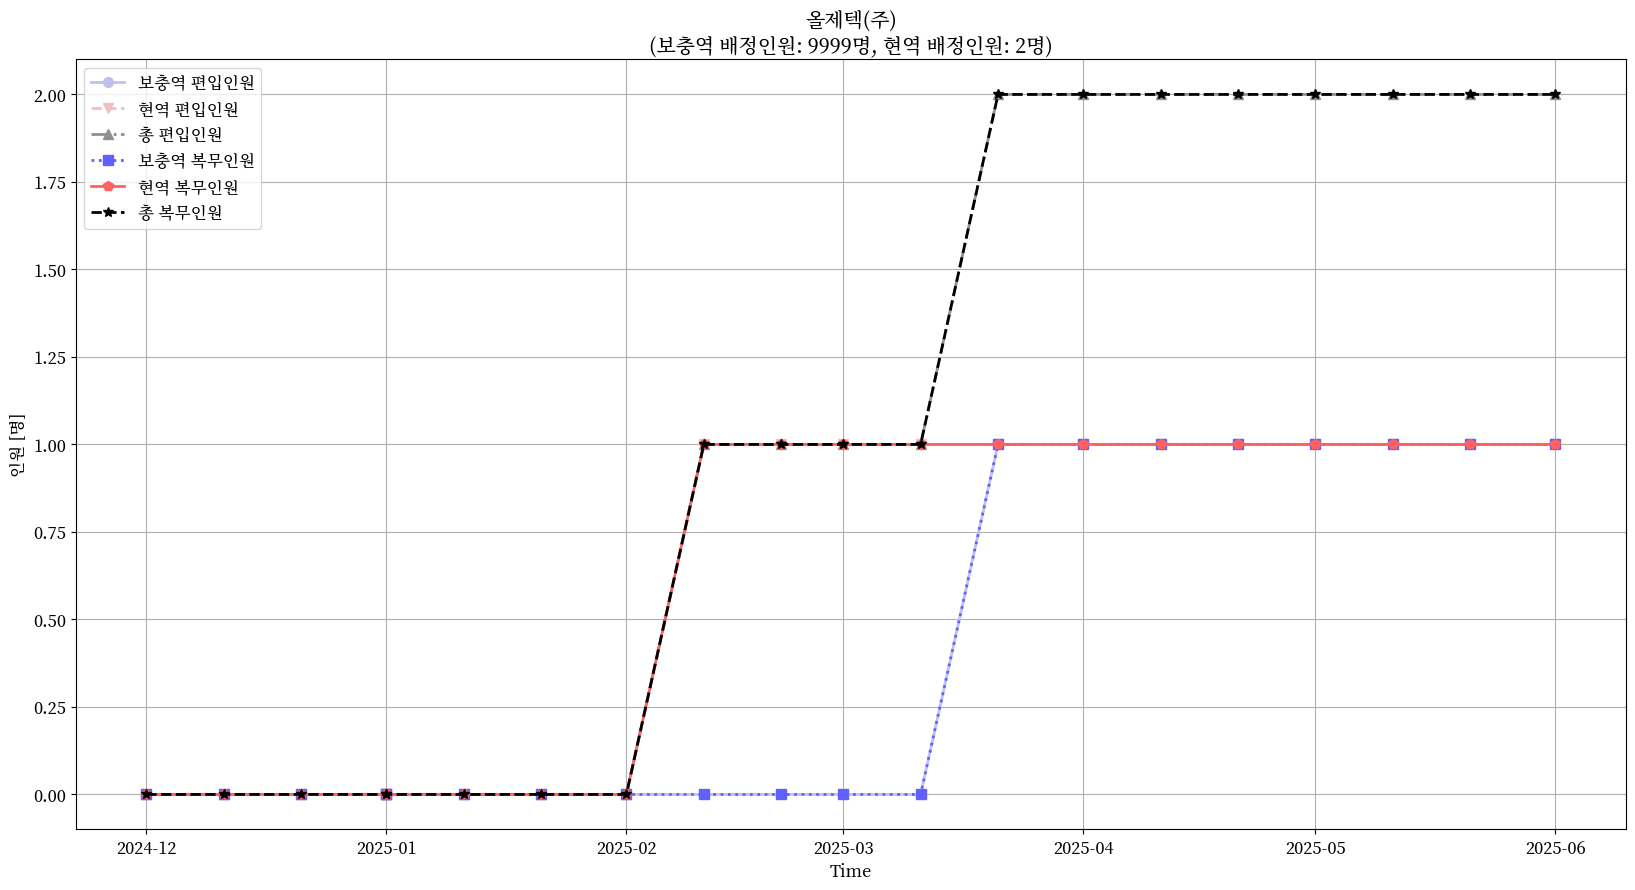 올제텍(주)
(보충역 배정인원: 9999명, 현역 배정인원: 2명)
보충역 편입인원
현역 편입인원
총 편입인원
보충역 복무인원
현역 복무인원
총 복무인원
인원 [명]
2.00
1.75
1.50
1.25
1.00
0.75
0.50
0.25
0.00
2024-12
2025-01
2025-02
2025-03
2025-04
2025-05
2025-06
Time